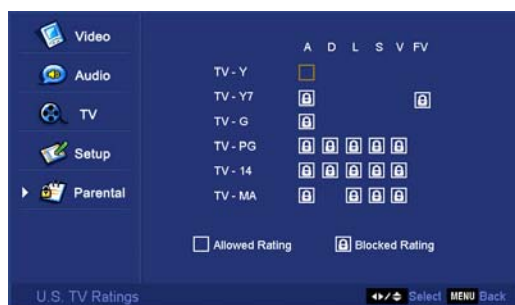 Video
Audio
TV
Setup
Parental
A D L S V FV
TV - Y
TV - Y7
TV - G
TV - PG
TV - 14
TV - MA
Allowed Rating
Blocked Rating
U.S. TV Ratings
Select MENU Back